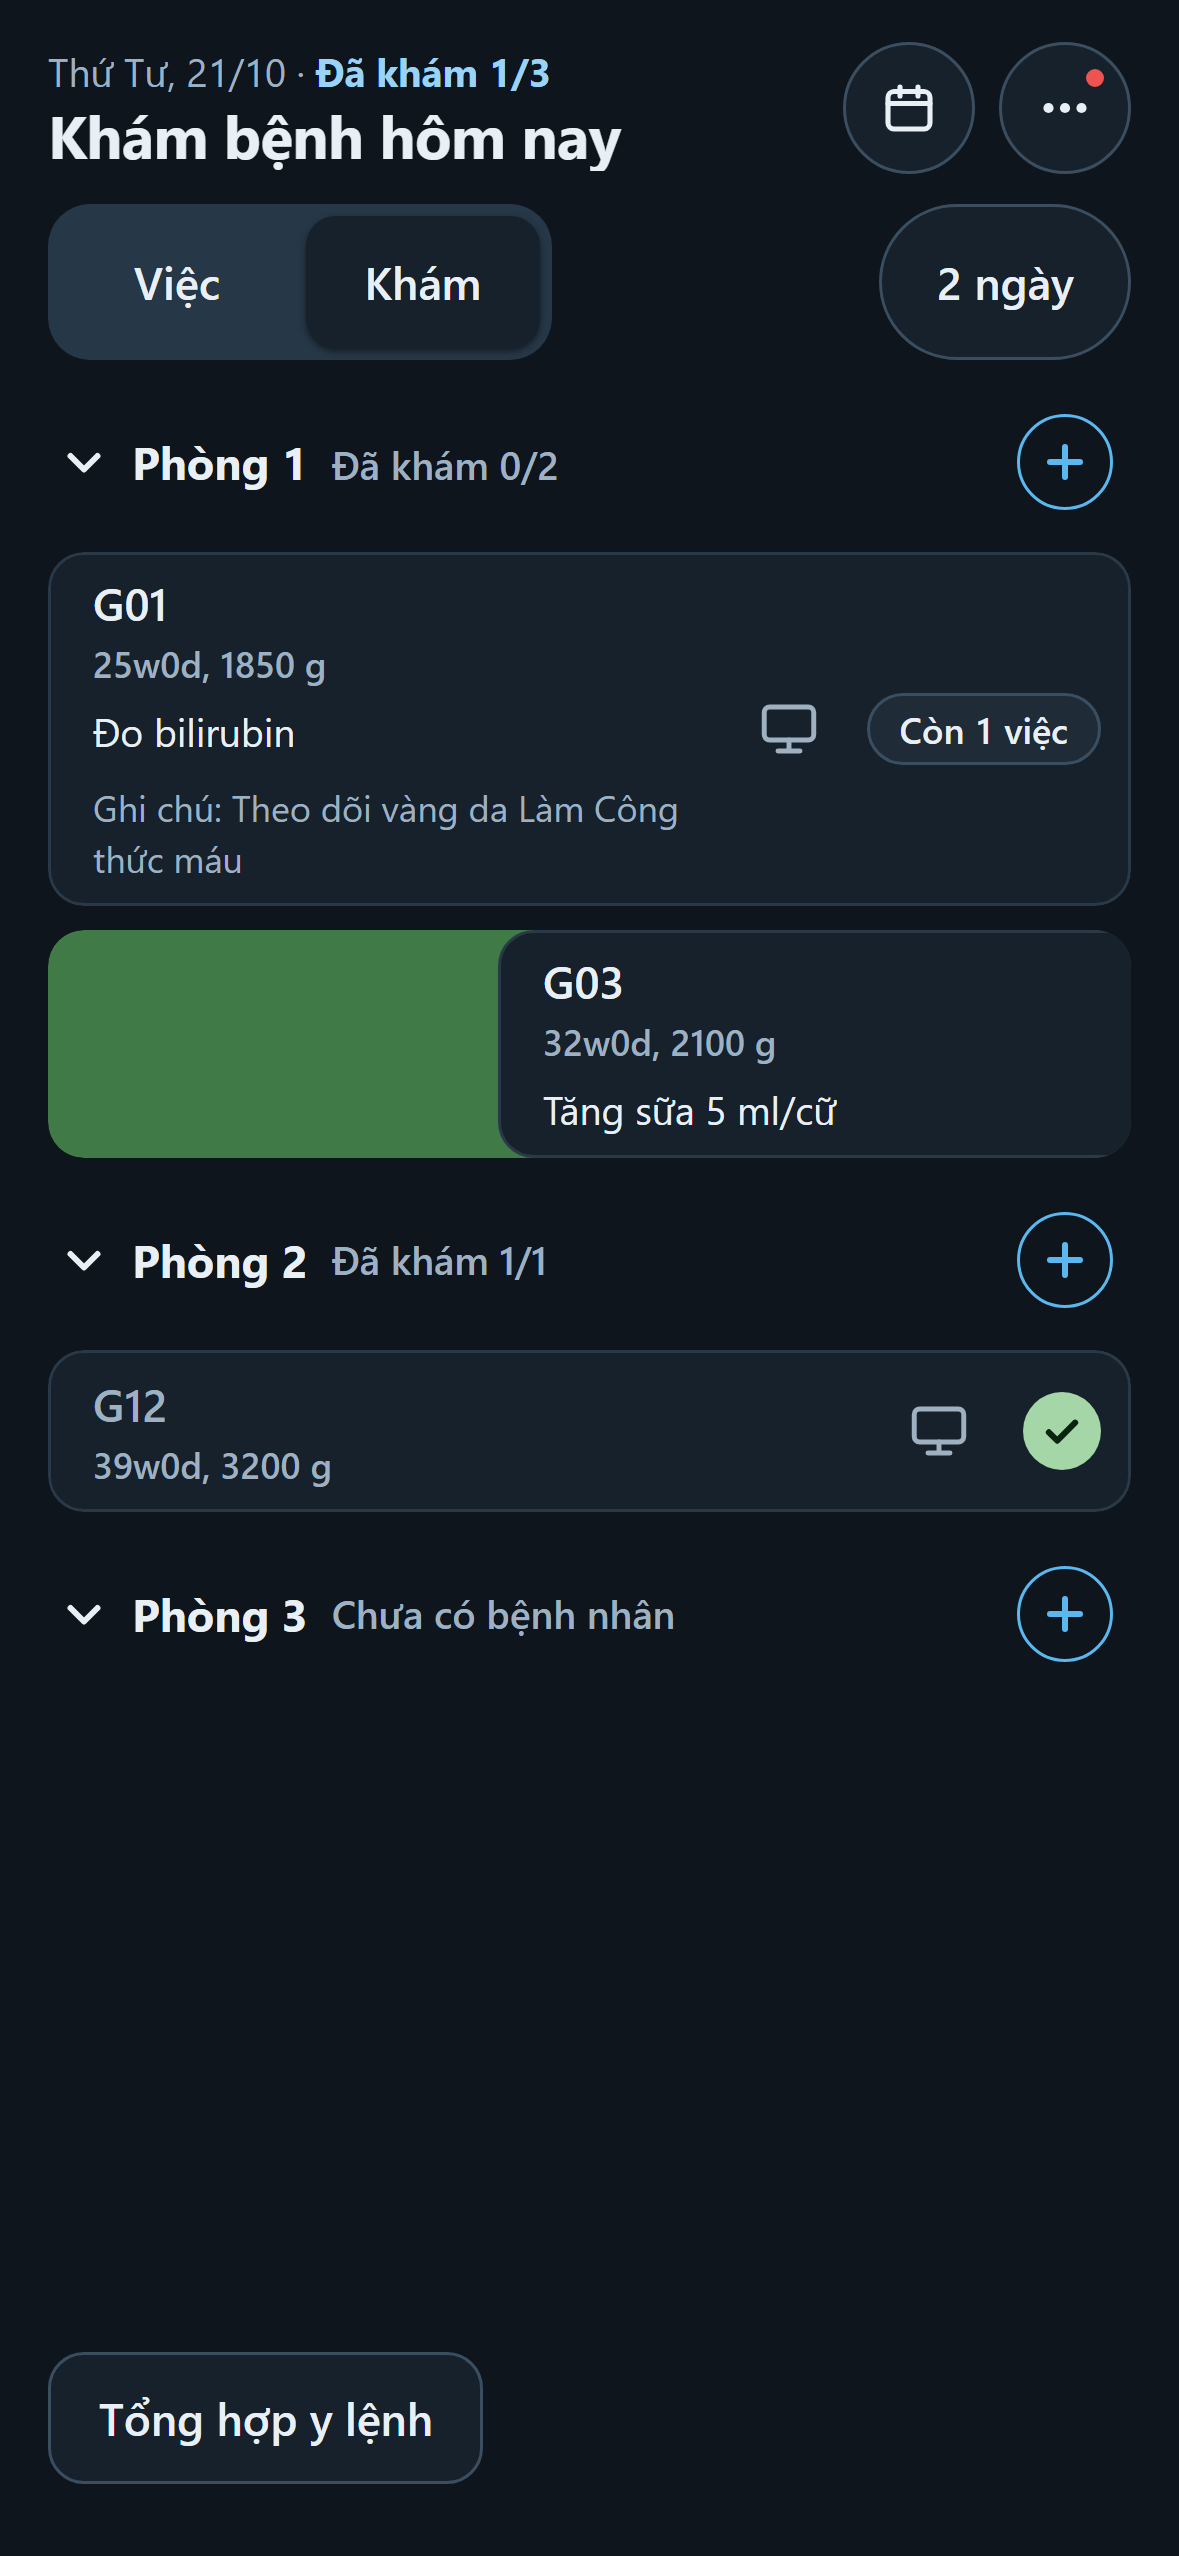 Thứ Tư, 21/10 · Đã khám 1/3
Khám bệnh hôm nay
Việc
Khám
2 ngày
Phòng 1 Đã khám 0/2
G01
25w0d, 1850 g
Đo bilirubin
Còn 1 việc
Ghi chú: Theo dõi vàng da Làm Công
thức máu
G03
32w0d, 2100 g
Tăng sữa 5 ml/cữ
Phòng 2 Đã khám 1/1
G12
39w0d, 3200 g
Phòng 3 Chưa có bệnh nhân
Tổng hợp y lệnh